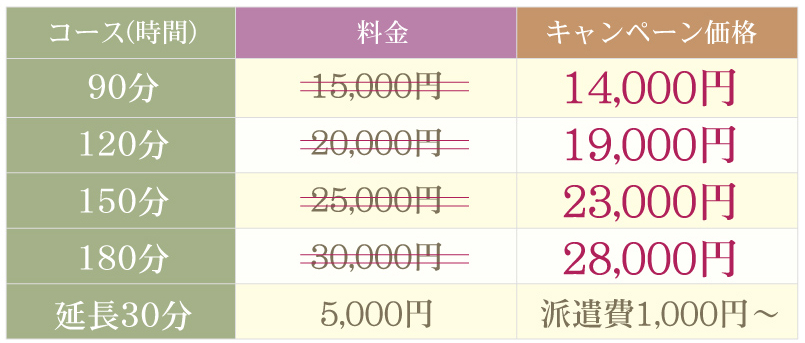 コース(時間) 料金 キャンペーン価格
90分 15,000円 14,000円
120分 20,000円 19,000円
150分 25,000円 23,000円
180分 30,000円 28,000円
延長30分 5,000円 派遣費1,000円～